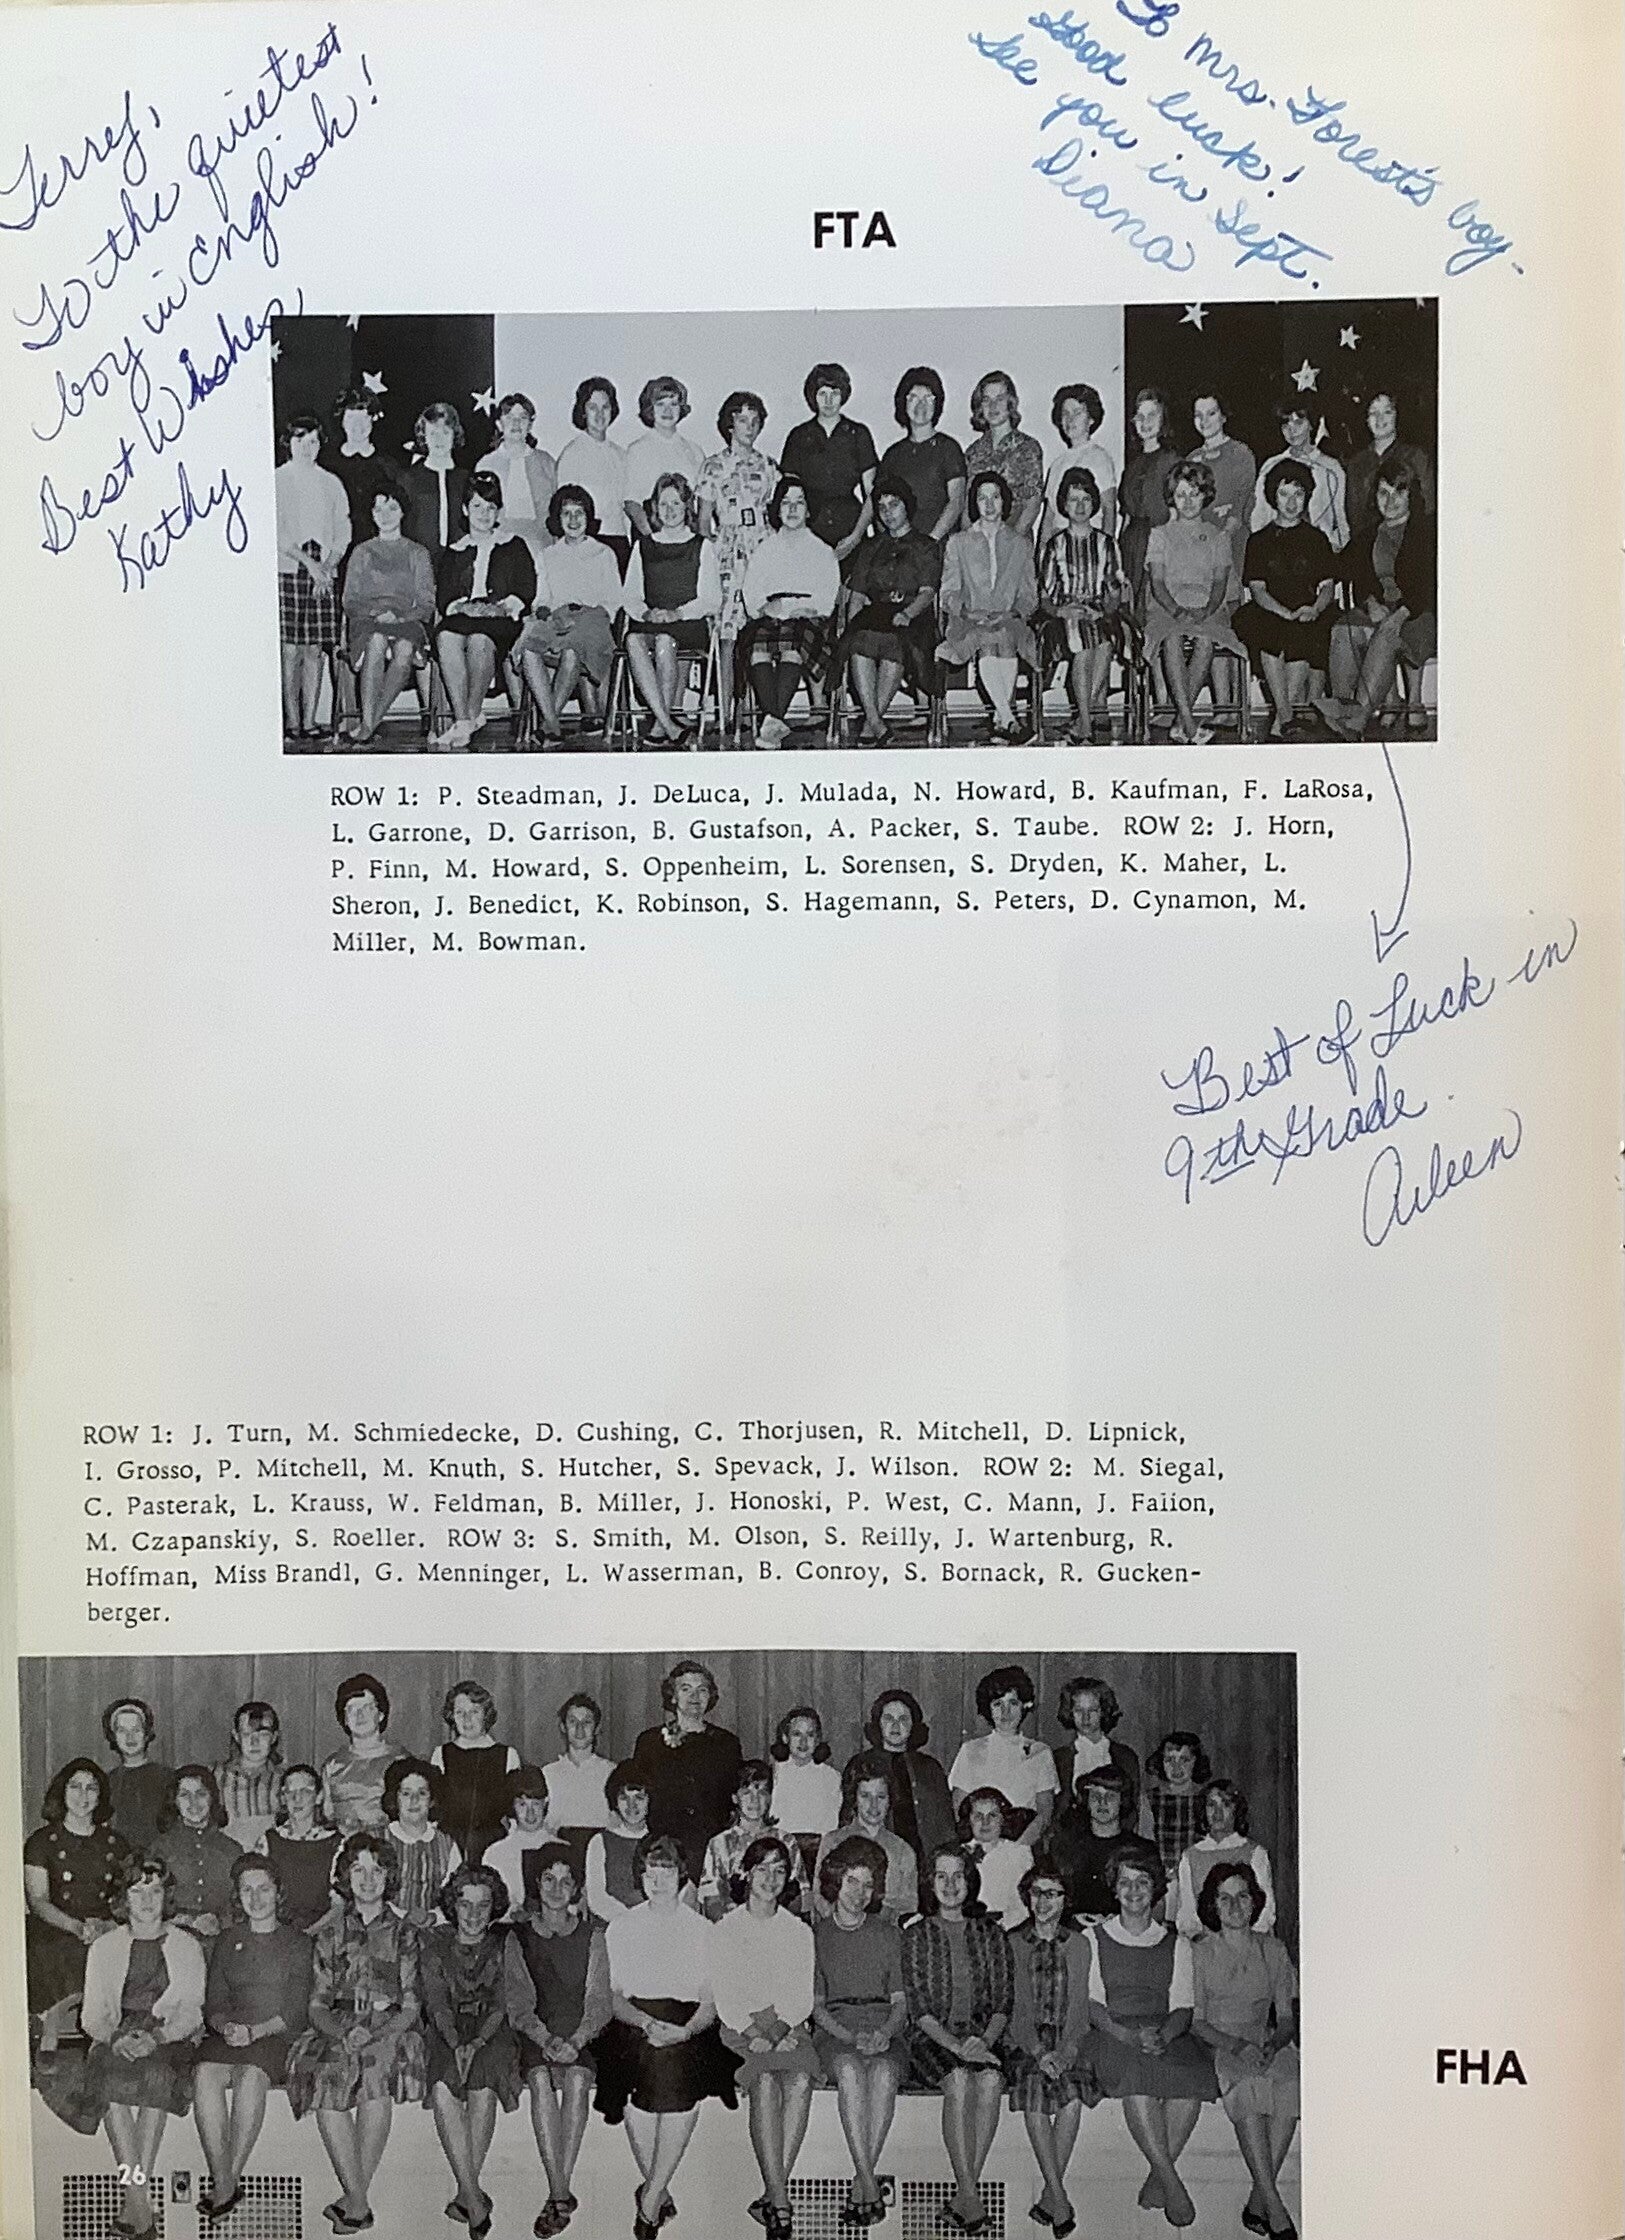 Terrey,
To the quietest
boy in English!
Best Wishes,
Kathy
To Mrs. Forest's boy.
Good luck!
See you in Sept.
Diana
FTA
ROW 1: P. Steadman, J. DeLuca, J. Mulada, N. Howard, B. Kaufman, F. LaRosa,
L. Garrone, D. Garrison, B. Gustafson, A. Packer, S. Taube. ROW 2: J. Horn,
P. Finn, M. Howard, S. Oppenheim, L. Sorensen, S. Dryden, K. Maher, L.
Sheron, J. Benedict, K. Robinson, S. Hagemann, S. Peters, D. Cynamon, M.
Miller, M. Bowman.
Best of Luck in
9th Grade.
Aileen
ROW 1: J. Turn, M. Schmiedecke, D. Cushing, C. Thorjusen, R. Mitchell, D. Lipnick,
I. Grosso, P. Mitchell, M. Knuth, S. Hutcher, S. Spevack, J. Wilson. ROW 2: M. Siegal,
C. Pasterak, L. Krauss, W. Feldman, B. Miller, J. Honoski, P. West, C. Mann, J. Faiion,
M. Czapanskiy, S. Roeller. ROW 3: S. Smith, M. Olson, S. Reilly, J. Wartenburg, R.
Hoffman, Miss Brandl, G. Menninger, L. Wasserman, B. Conroy, S. Bornack, R. Gucken-
berger.
FHA
26